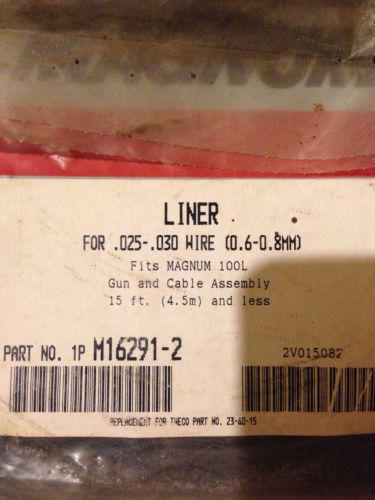 MAGNUM
LINER
FOR .025-.030 WIRE (0.6-0.8MM)
Fits MAGNUM 100L
Gun and Cable Assembly
15 ft. (4.5m) and less
PART NO. 1P M16291-2
2V015082
REPLACEMENT FOR TWECO PART NO. 23-40-15